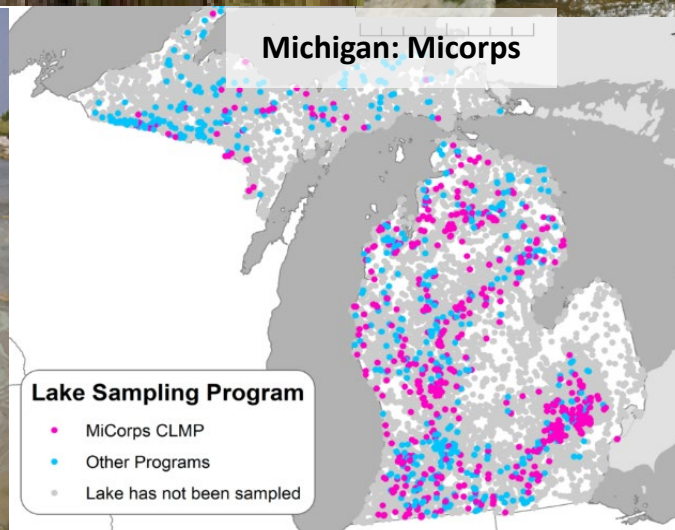 Michigan: Micorps
Lake Sampling Program
MiCorps CLMP
Other Programs
Lake has not been sampled